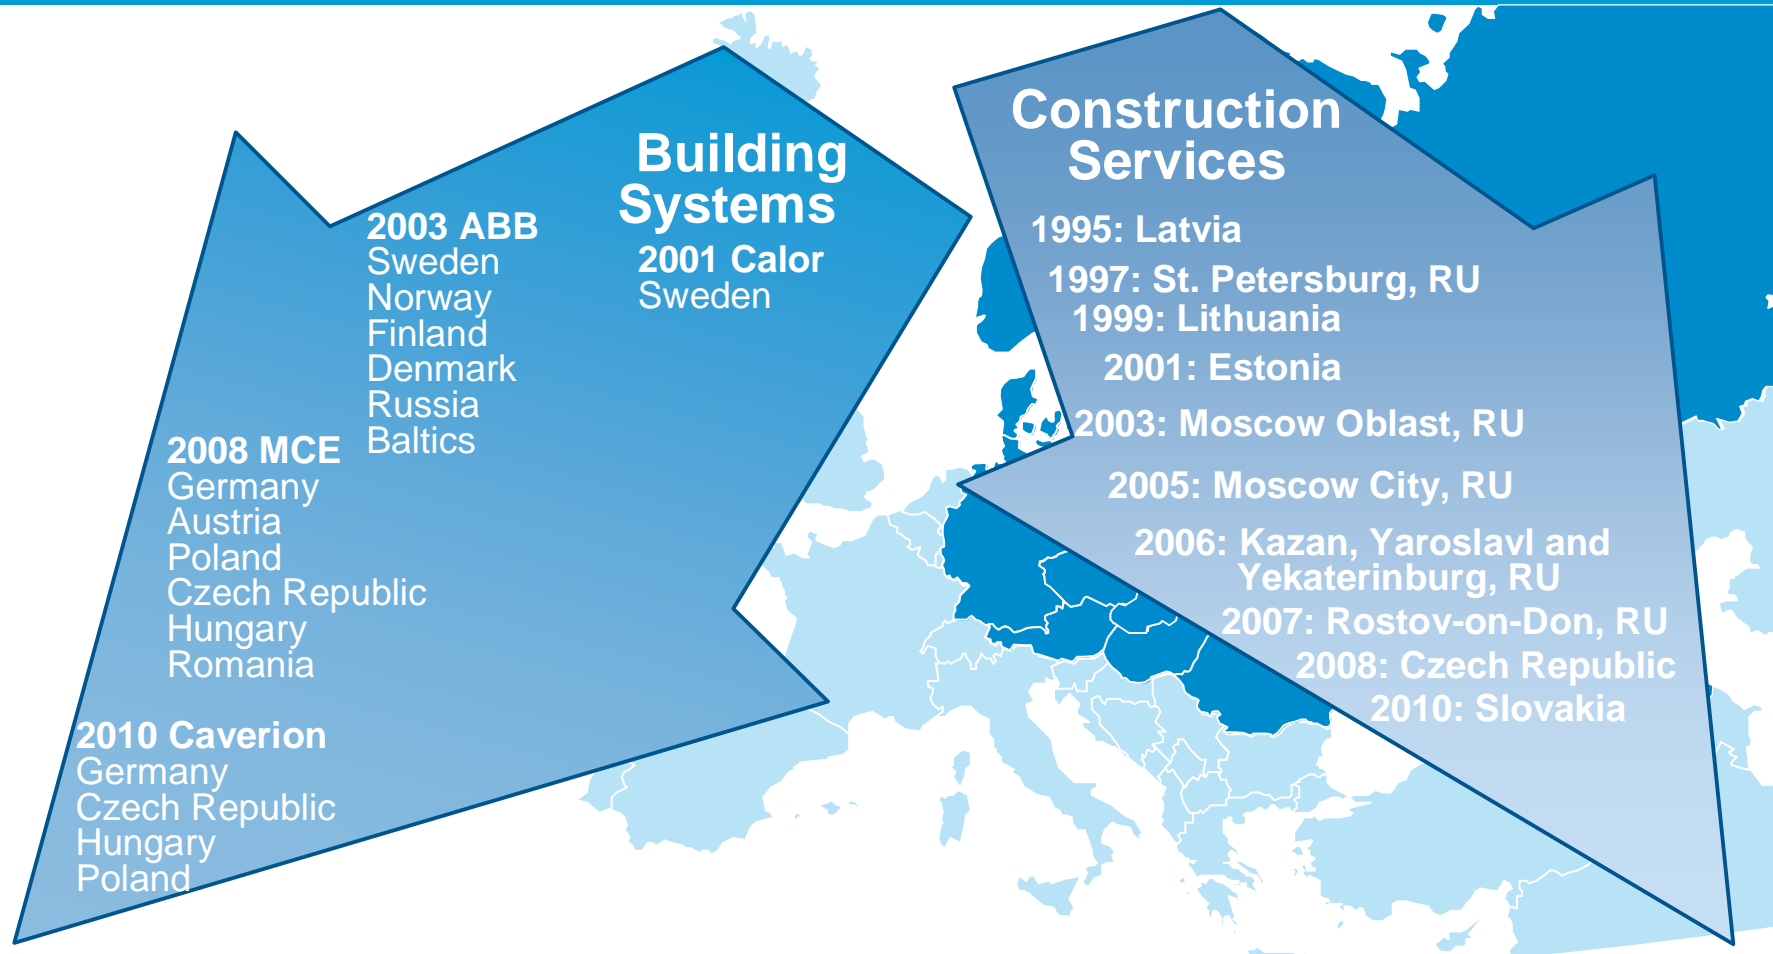 Building
Systems
2001 Calor
Sweden
2003 ABB
Sweden
Norway
Finland
Denmark
Russia
Baltics
2008 MCE
Germany
Austria
Poland
Czech Republic
Hungary
Romania
2010 Caverion
Germany
Czech Republic
Hungary
Poland
Construction
Services
1995: Latvia
1997: St. Petersburg, RU
1999: Lithuania
2001: Estonia
2003: Moscow Oblast, RU
2005: Moscow City, RU
2006: Kazan, Yaroslavl and
Yekaterinburg, RU
2007: Rostov-on-Don, RU
2008: Czech Republic
2010: Slovakia